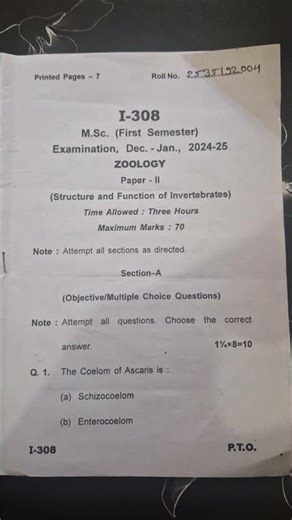 Printed Pages – 7 Roll No. 2535192004
I-308
M.Sc. (First Semester)
Examination, Dec. - Jan., 2024-25
ZOOLOGY
Paper - II
(Structure and Function of Invertebrates)
Time Allowed : Three Hours
Maximum Marks : 70
Note : Attempt all sections as directed.
Section–A
(Objective/Multiple Choice Questions)
Note : Attempt all questions. Choose the correct
answer. 1¼×8=10
Q. 1. The Coelom of Ascaris is :
(a) Schizocoelom
(b) Enterocoelom
I-308 P.T.O.